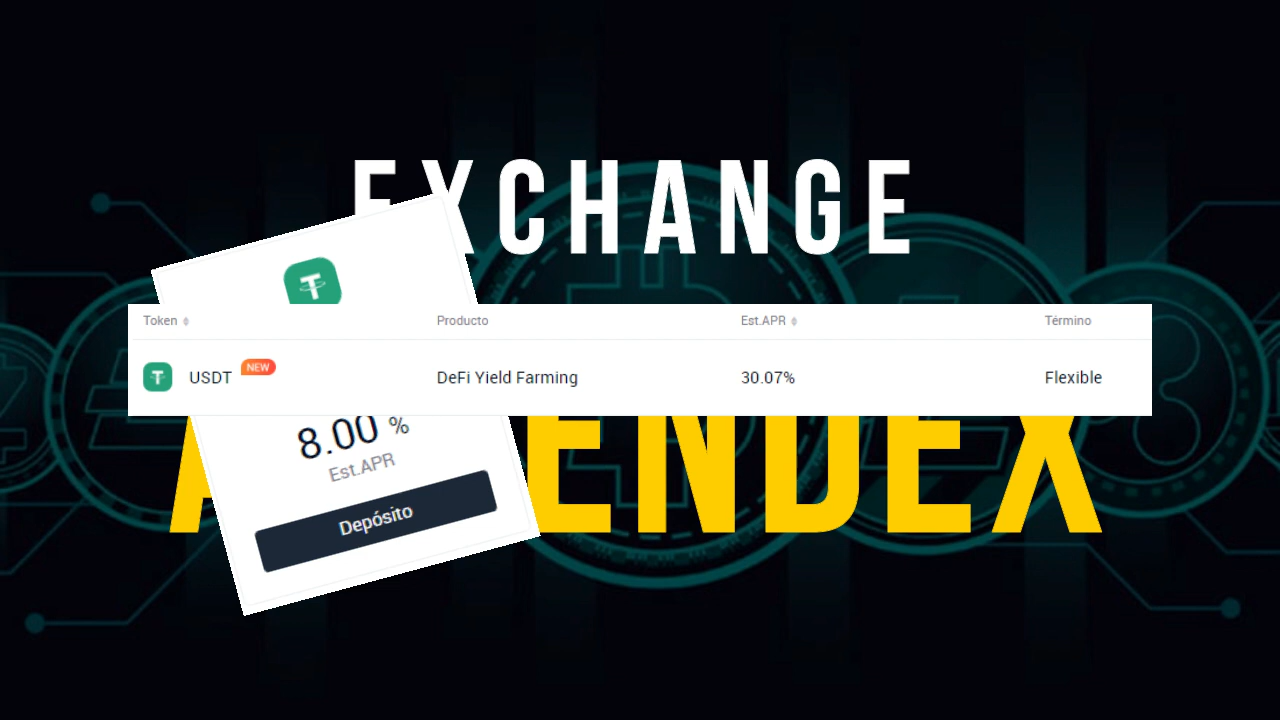 EXCHANGE
Token Producto Est.APR Término
USDT NEW DeFi Yield Farming 30.07% Flexible
ENDEX
8.00 %
Est.APR
Depósito